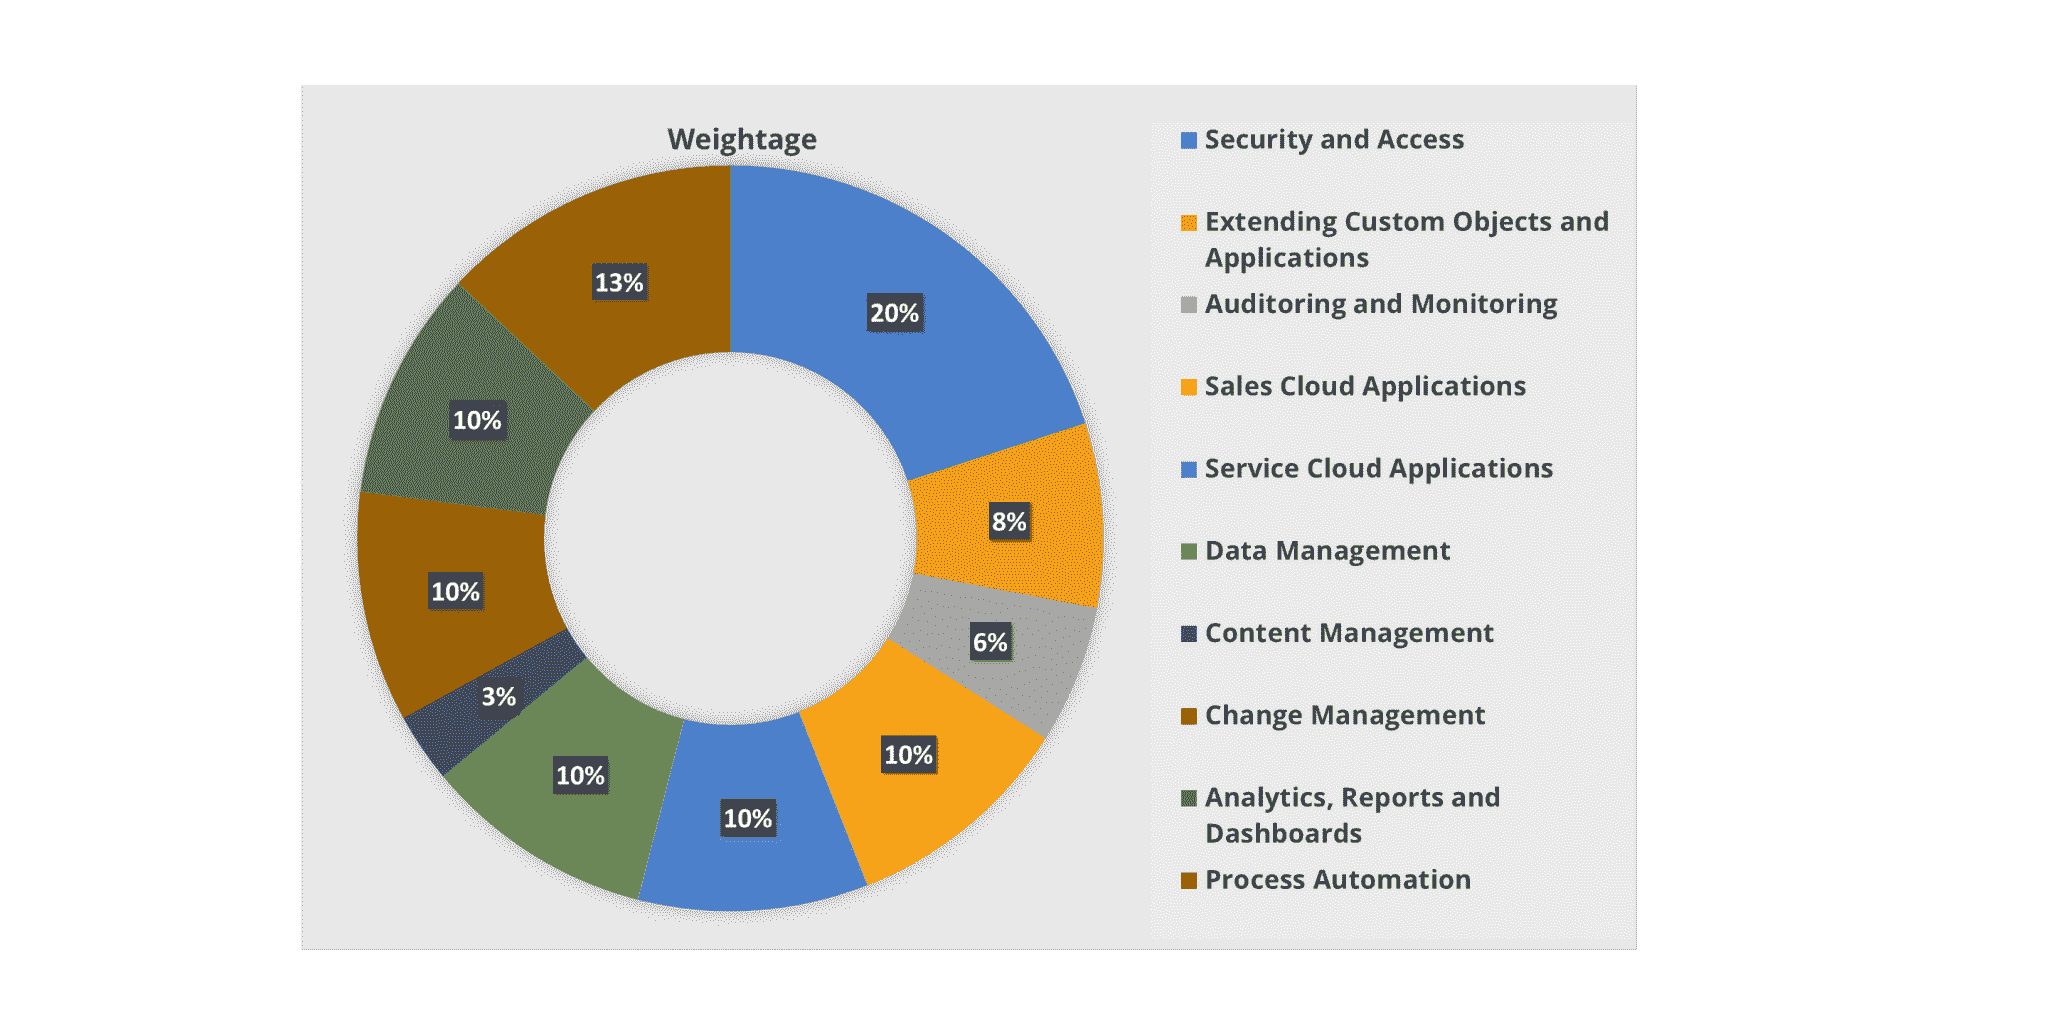 Weightage
20%
8%
6%
10%
10%
10%
3%
10%
10%
13%
Security and Access
Extending Custom Objects and
Applications
Auditoring and Monitoring
Sales Cloud Applications
Service Cloud Applications
Data Management
Content Management
Change Management
Analytics, Reports and
Dashboards
Process Automation